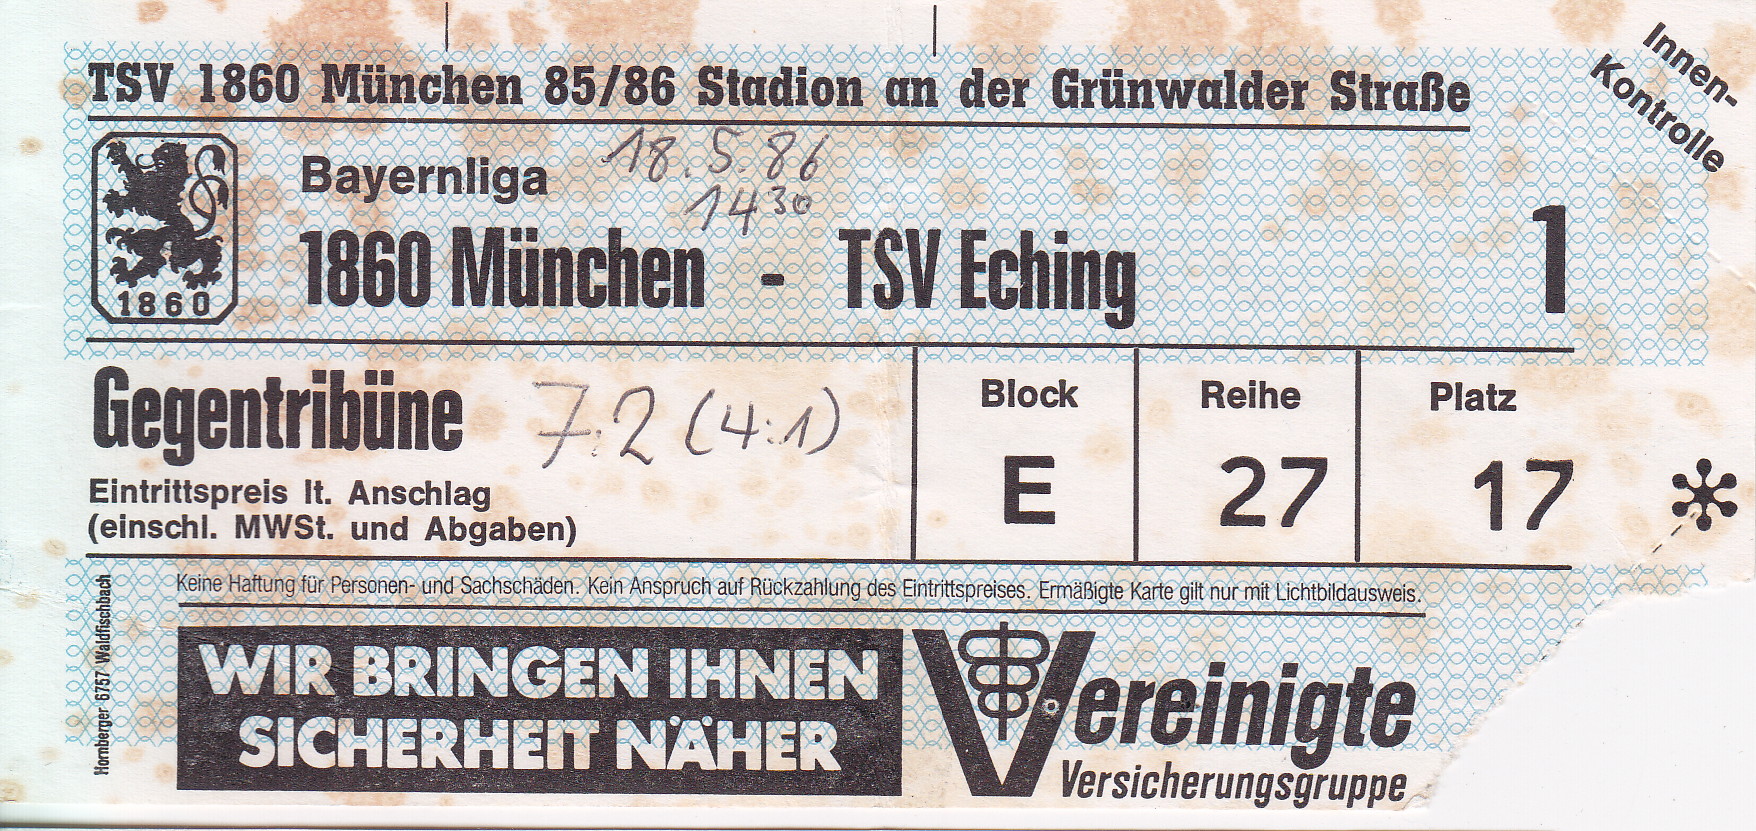 TSV 1860 München 85/86 Stadion an der Grünwalder Straße
Innen-
Kontrolle
1860
Bayernliga 18.5.86
14 30
1860 München - TSV Eching
1
Gegentribüne 7:2 (4:1)
Eintrittspreis lt. Anschlag
(einschl. MWSt. und Abgaben)
Block
E
Reihe
27
Platz
17
Keine Haftung für Personen- und Sachschäden. Kein Anspruch auf Rückzahlung des Eintrittspreises. Ermäßigte Karte gilt nur mit Lichtbildausweis.
Hornberger 6757 Waldfischbach
WIR BRINGEN IHNEN
SICHERHEIT NÄHER
Vereinigte
Versicherungsgruppe